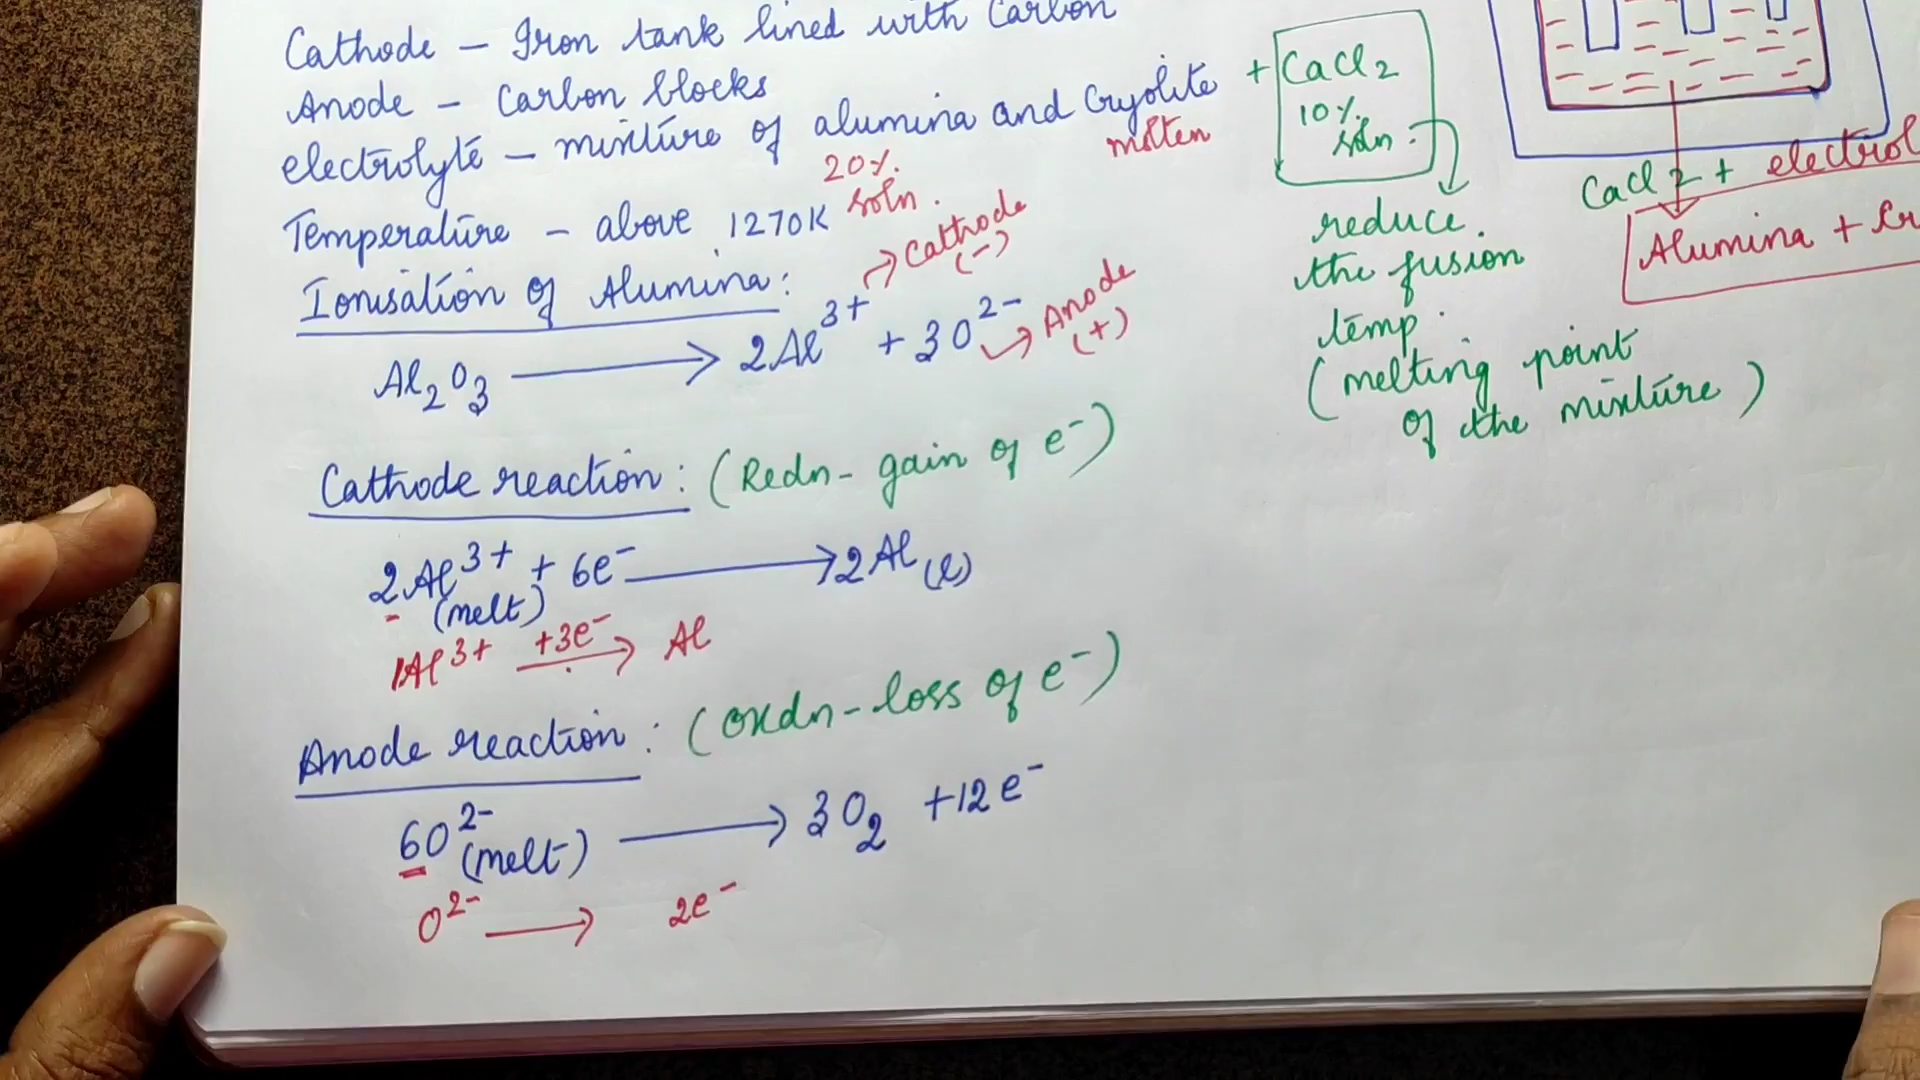 Cathode – Iron tank lined with Carbon
Anode – Carbon blocks
electrolyte – mixture of alumina and Cryolite + CaCl₂
20%
soln.
molten
10%
soln.
Temperature – above 1270K
reduce
the fusion
temp.
(melting point
of the mixture)
CaCl₂ + electrol
Alumina + Cr
Ionisation of Alumina:
Al₂O₃ ⟶ 2Al³⁺ + 3O²⁻
→ Cathode
(-)
→ Anode
(+)
Cathode reaction: (Redn- gain of e⁻)
2Al³⁺ + 6e⁻ ⟶ 2Al (l)
(melt)
1Al³⁺ +3e⁻ → Al
Anode reaction: (oxdn-loss of e⁻)
6O²⁻ (melt) ⟶ 3O₂ +12e⁻
O²⁻ ⟶ 2e⁻